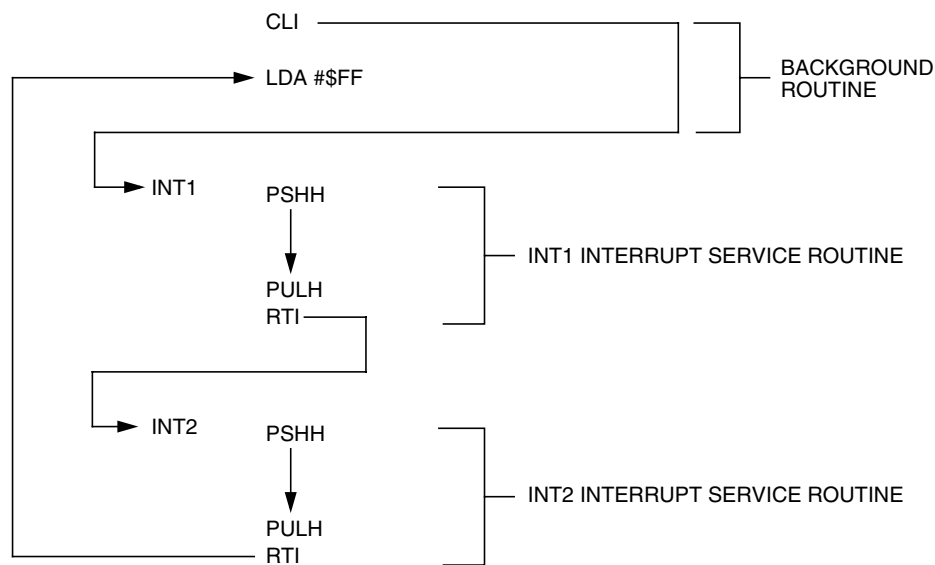 CLI
LDA #$FF
BACKGROUND
ROUTINE
INT1
PSHH
INT1 INTERRUPT SERVICE ROUTINE
PULH
RTI
INT2
PSHH
INT2 INTERRUPT SERVICE ROUTINE
PULH
RTI